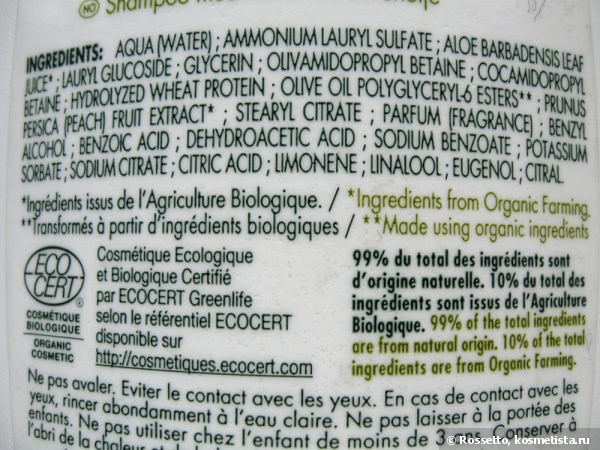 NO Shampoo
INGREDIENTS: AQUA (WATER) ; AMMONIUM LAURYL SULFATE ; ALOE BARBADENSIS LEAF
JUICE* ; LAURYL GLUCOSIDE ; GLYCERIN ; OLIVAMIDOPROPYL BETAINE ; COCAMIDOPROPYL
BETAINE ; HYDROLYZED WHEAT PROTEIN ; OLIVE OIL POLYGLYCERYL-6 ESTERS** ; PRUNUS
PERSICA (PEACH) FRUIT EXTRACT* ; STEARYL CITRATE ; PARFUM (FRAGRANCE) ; BENZYL
ALCOHOL ; BENZOIC ACID ; DEHYDROACETIC ACID ; SODIUM BENZOATE ; POTASSIUM
SORBATE ; SODIUM CITRATE ; CITRIC ACID ; LIMONENE ; LINALOOL ; EUGENOL ; CITRAL.
*Ingrédients issus de l'Agriculture Biologique. / *Ingredients from Organic Farming.
**Transformés à partir d'ingrédients biologiques / **Made using organic ingredients
ECO
CERT
®
COSMÉTIQUE
BIOLOGIQUE
ORGANIC
COSMETIC
Cosmétique Ecologique
et Biologique Certifié
par ECOCERT Greenlife
selon le référentiel ECOCERT
disponible sur
http://cosmetiques.ecocert.com
99% du total des ingrédients sont
d'origine naturelle. 10% du total des
ingrédients sont issus de l'Agriculture
Biologique. 99% of the total ingredients
are from natural origin. 10% of the total
ingredients are from Organic Farming.
Ne pas avaler. Eviter le contact avec les yeux. En cas de contact avec les
yeux, rincer abondamment à l'eau claire. Ne pas laisser à la portée des
enfants. Ne pas utiliser chez l'enfant de moins de 3 ans. Conserver à
l'abri de la chaleur et de
© Rossetto, kosmetista.ru